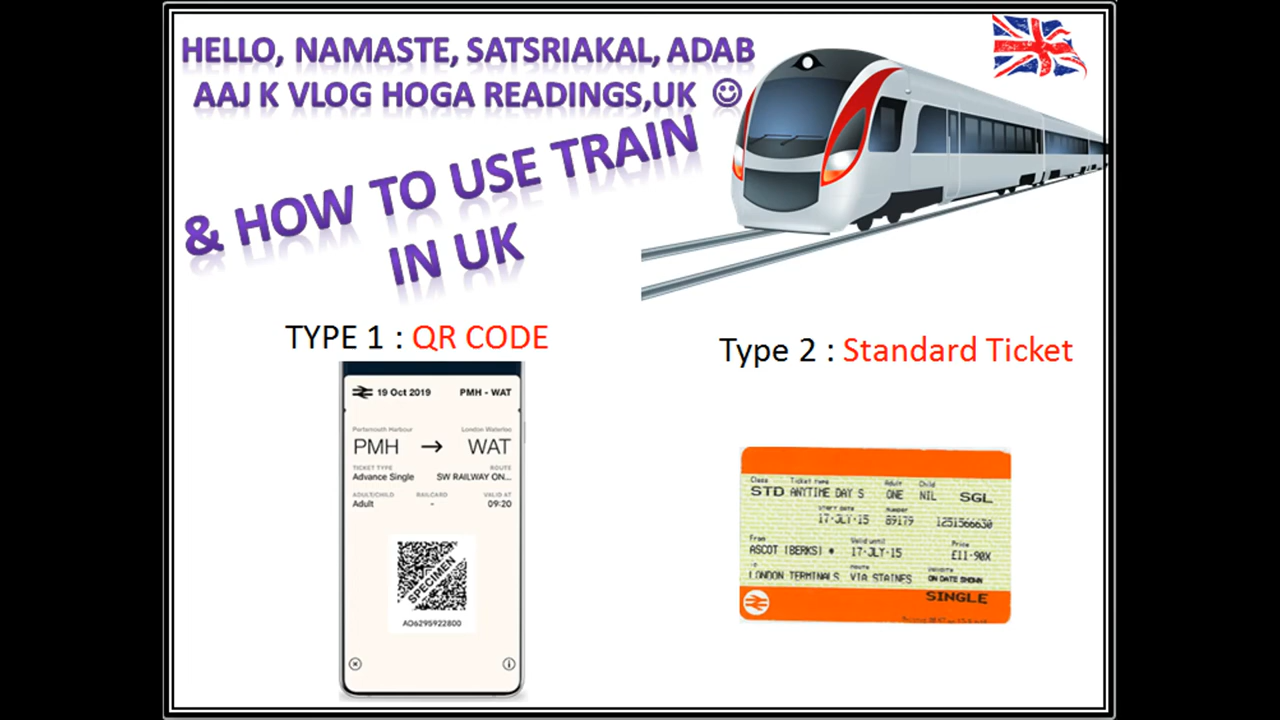 HELLO, NAMASTE, SATSRIAKAL, ADAB
AAJ K VLOG HOGA READINGS,UK ☺
& HOW TO USE TRAIN
IN UK
TYPE 1 : QR CODE
19 Oct 2019 PMH - WAT
Portsmouth Harbour London Waterloo
PMH → WAT
TICKET TYPE ROUTE
Advance Single SW RAILWAY ON...
ADULT/CHILD RAILCARD VALID AT
Adult - 09:20
SPECIMEN
AD629S922800
Type 2 : Standard Ticket
Class Ticket name Adult Child
STD ANYTIME DAY S ONE NIL SGL
Start date Number
17·JLY·15 89179 1251566630
From Valid until Price
ASCOT (BERKS) * 17·JLY·15 £11·90X
Route
LONDON TERMINALS VIA STAINES ON DATE SHOWN
SINGLE